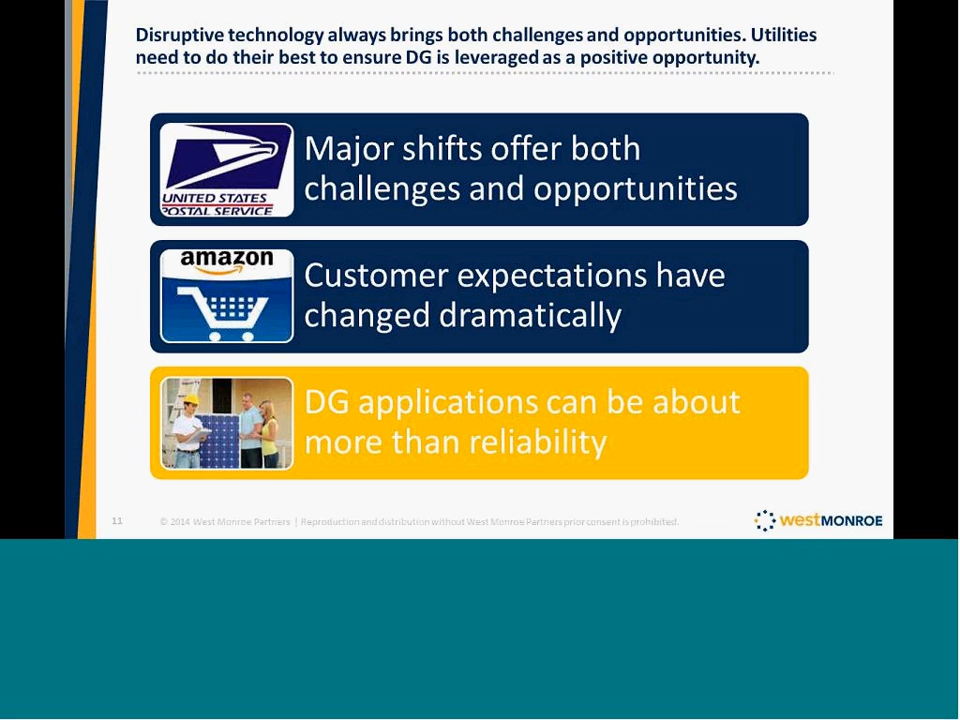 Disruptive technology always brings both challenges and opportunities. Utilities
need to do their best to ensure DG is leveraged as a positive opportunity.
UNITED STATES
POSTAL SERVICE
Major shifts offer both
challenges and opportunities
amazon
Customer expectations have
changed dramatically
DG applications can be about
more than reliability
11
© 2014 West Monroe Partners | Reproduction and distribution without West Monroe Partners prior consent is prohibited.
westMONROE